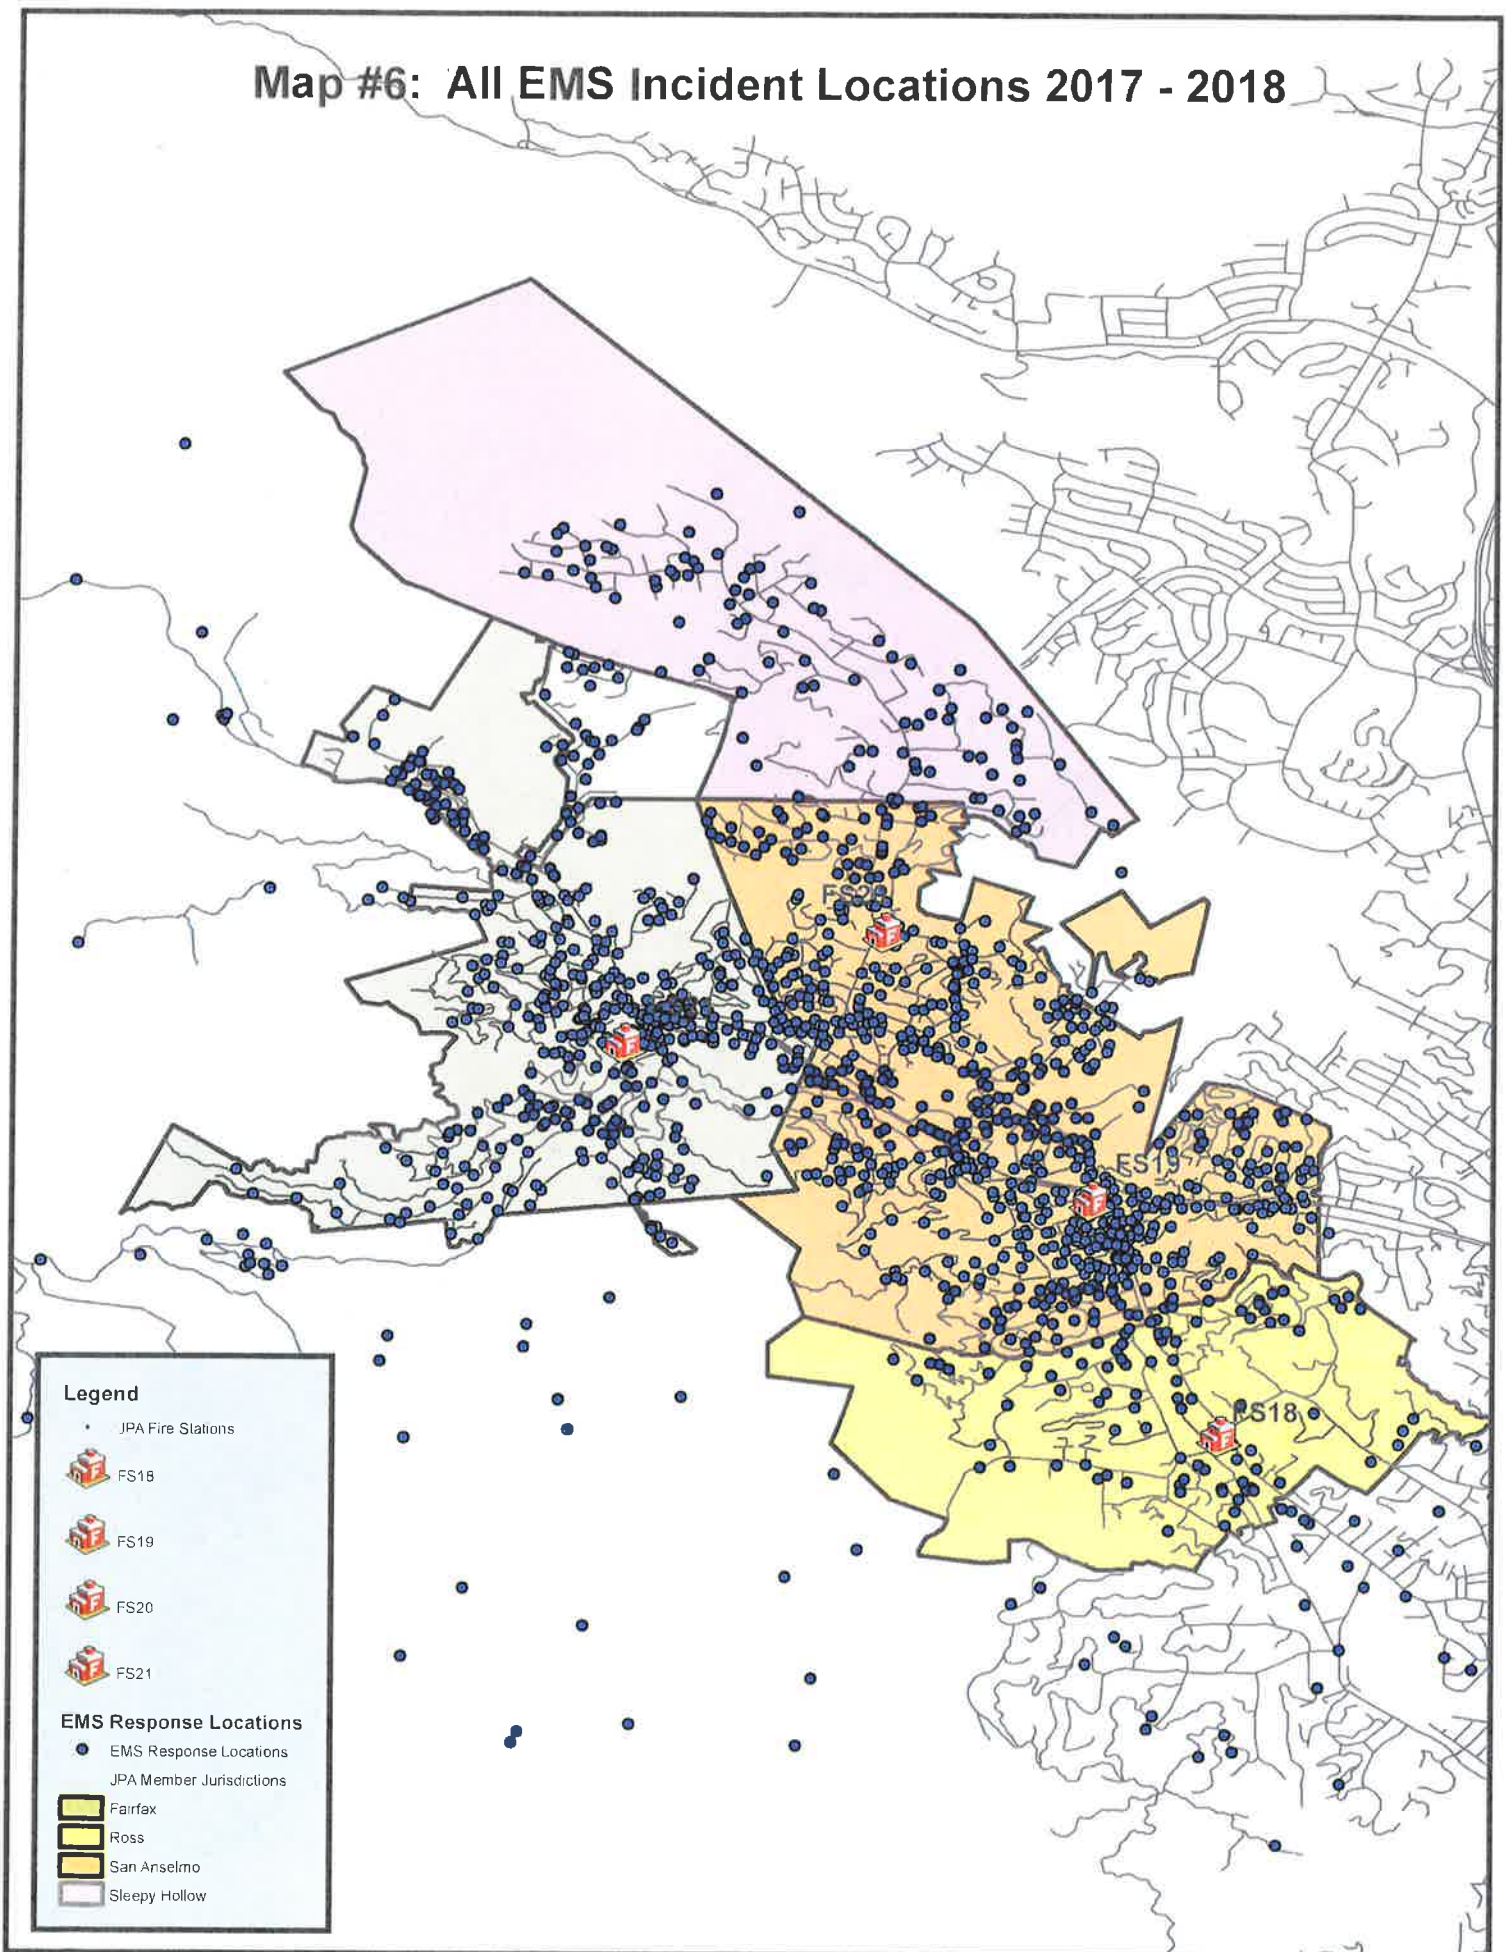 Map #6: All EMS Incident Locations 2017 - 2018
FS19
FS18
Legend
JPA Fire Stations
FS18
FS19
FS20
FS21
EMS Response Locations
EMS Response Locations
JPA Member Jurisdictions
Fairfax
Ross
San Anselmo
Sleepy Hollow